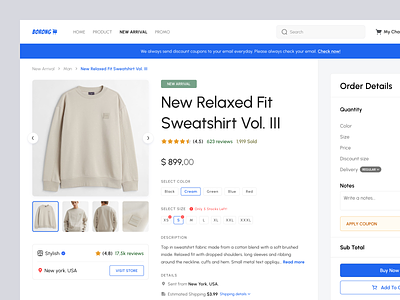 BORONG
HOME PRODUCT NEW ARRIVAL PROMO
Search
My Cha
We always send discount coupons to your email everyday. Please always check your email. Check now!
New Arrival > Man > New Relaxed Fit Sweatshirt Vol. III
NEW ARRIVAL
New Relaxed Fit
Sweatshirt Vol. III
(4.5) 623 reviews 1,919 Sold
$ 899,00
SELECT COLOR
Black Cream Green Blue Red
SELECT SIZE Only 5 Stocks Left!
XS S M L XL XXL XXXL
DESCRIPTION
Top in sweatshirt fabric made from a cotton blend with a soft brushed
inside. Relaxed fit with dropped shoulders, long sleeves and ribbing
around the neckline, cuffs and hem. Small metal text appliqu... Read more
DETAILS
Sent from New York, USA.
Estimated Shipping $3.99 Shipping details
Stylish
(4.8) 17.5k reviews
New york, USA
VISIT STORE
Order Details
Quantity
Color
Size
Price
Discount size
Delivery REGULAR
Notes
Write a notes..
APPLY COUPON
Sub Total
Buy Now
Add To C